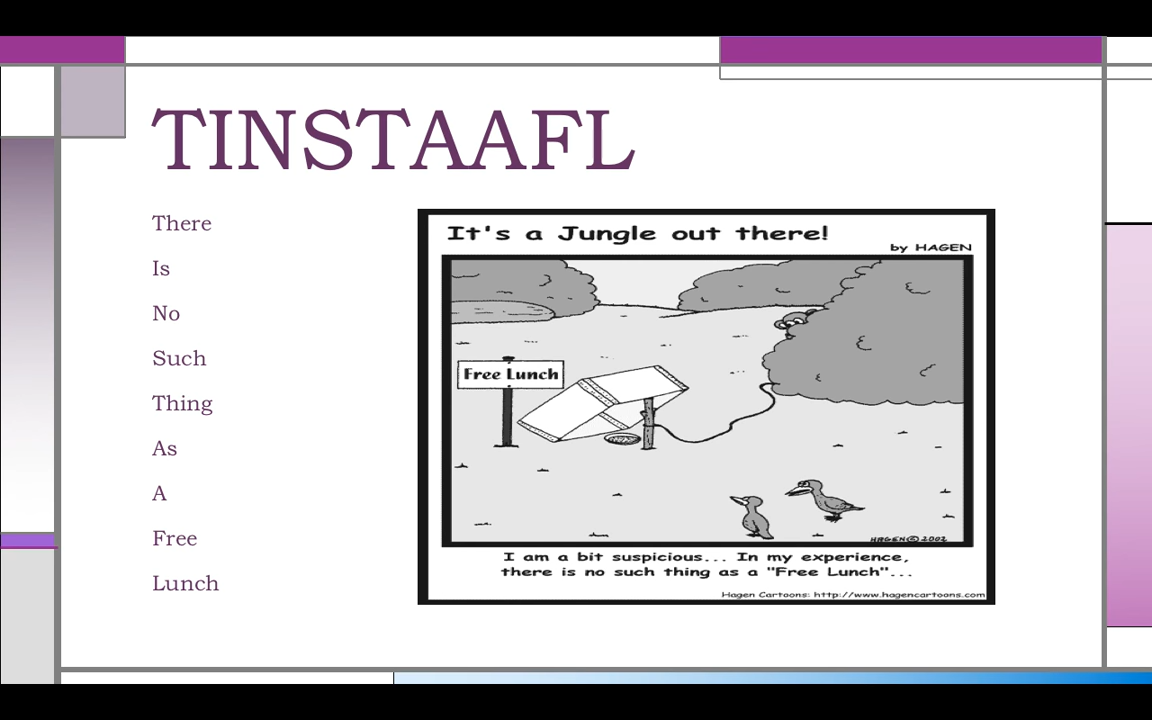 TINSTAAFL
There
Is
No
Such
Thing
As
A
Free
Lunch
It's a Jungle out there!
by HAGEN
Free Lunch
HAGEN © 2002
I am a bit suspicious... In my experience,
there is no such thing as a "Free Lunch"...
Hagen Cartoons: http://www.hagencartoons.com